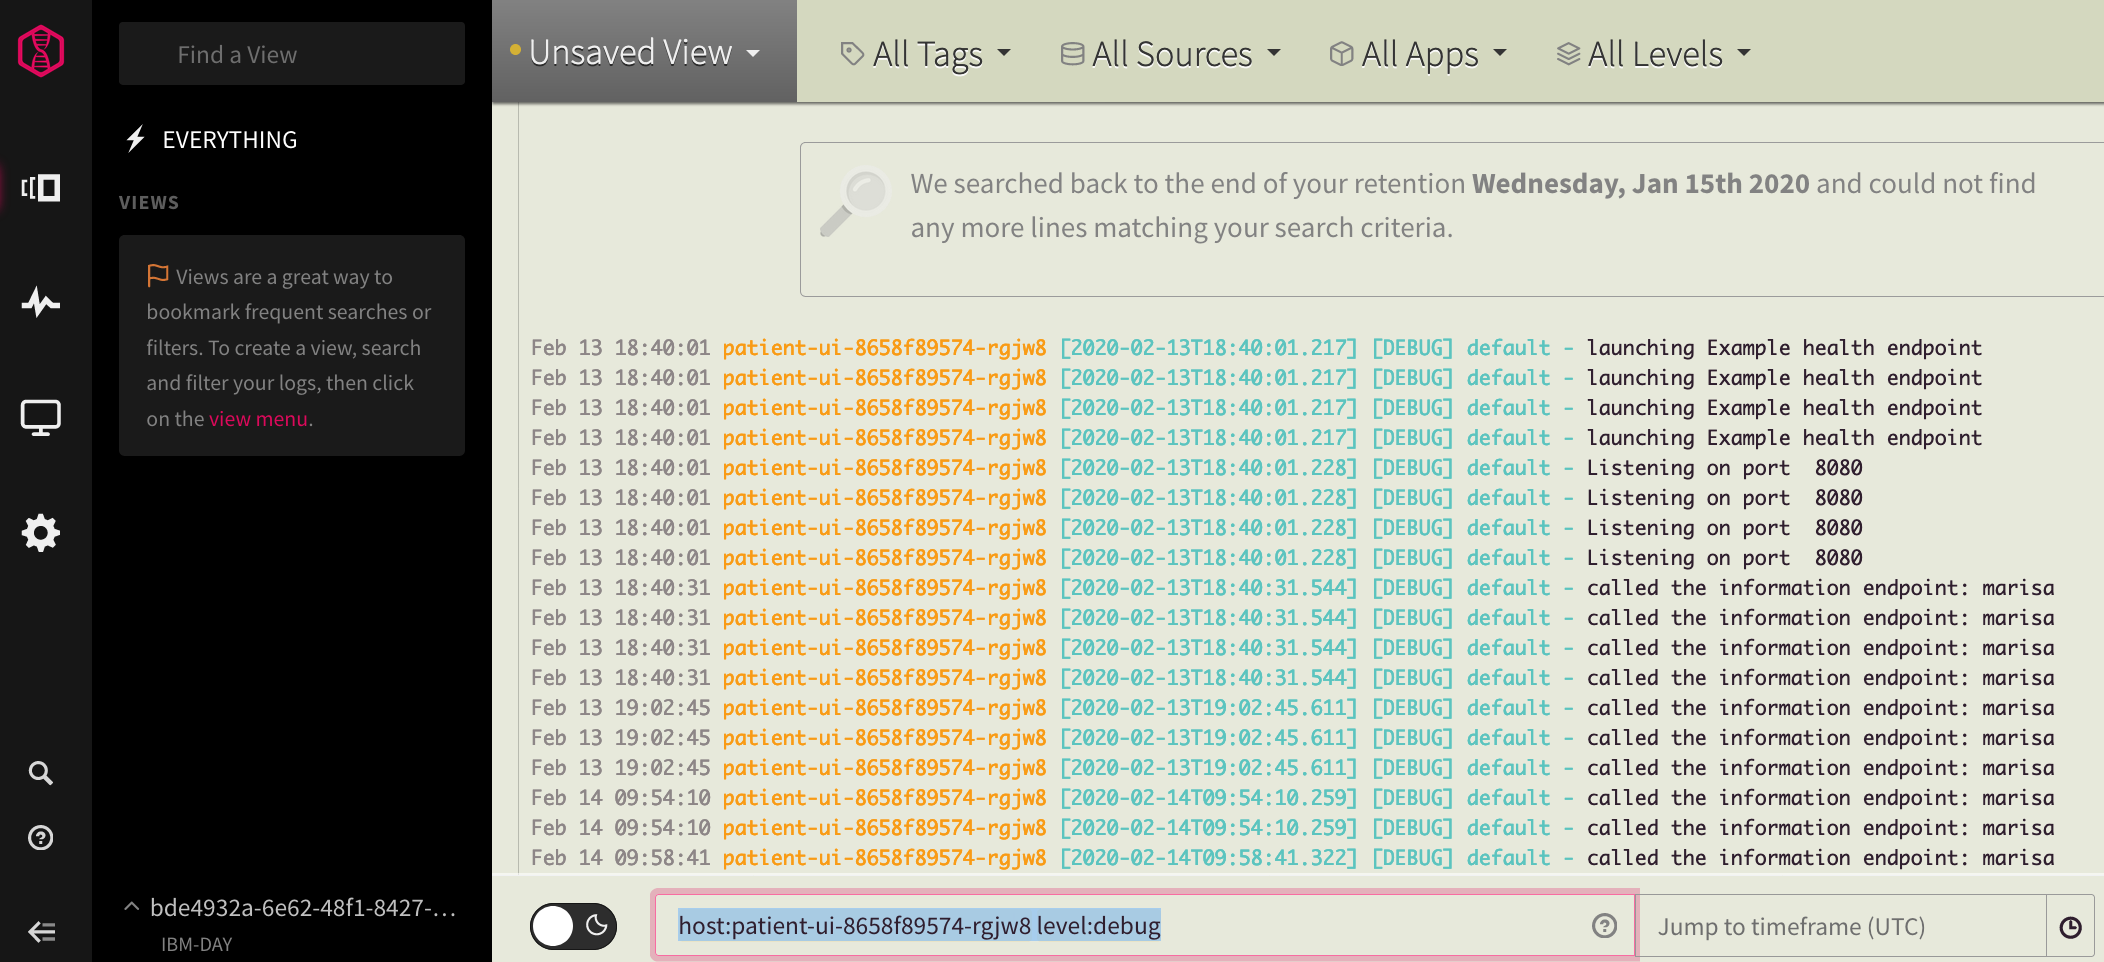 Find a View
EVERYTHING
VIEWS
Views are a great way to
bookmark frequent searches or
filters. To create a view, search
and filter your logs, then click
on the view menu.
bde4932a-6e62-48f1-8427-…
IBM-DAY
Unsaved View
All Tags
All Sources
All Apps
All Levels
We searched back to the end of your retention Wednesday, Jan 15th 2020 and could not find
any more lines matching your search criteria.
Feb 13 18:40:01 patient-ui-8658f89574-rgjw8 [2020-02-13T18:40:01.217] [DEBUG] default - launching Example health endpoint
Feb 13 18:40:01 patient-ui-8658f89574-rgjw8 [2020-02-13T18:40:01.217] [DEBUG] default - launching Example health endpoint
Feb 13 18:40:01 patient-ui-8658f89574-rgjw8 [2020-02-13T18:40:01.217] [DEBUG] default - launching Example health endpoint
Feb 13 18:40:01 patient-ui-8658f89574-rgjw8 [2020-02-13T18:40:01.217] [DEBUG] default - launching Example health endpoint
Feb 13 18:40:01 patient-ui-8658f89574-rgjw8 [2020-02-13T18:40:01.228] [DEBUG] default - Listening on port  8080
Feb 13 18:40:01 patient-ui-8658f89574-rgjw8 [2020-02-13T18:40:01.228] [DEBUG] default - Listening on port  8080
Feb 13 18:40:01 patient-ui-8658f89574-rgjw8 [2020-02-13T18:40:01.228] [DEBUG] default - Listening on port  8080
Feb 13 18:40:01 patient-ui-8658f89574-rgjw8 [2020-02-13T18:40:01.228] [DEBUG] default - Listening on port  8080
Feb 13 18:40:31 patient-ui-8658f89574-rgjw8 [2020-02-13T18:40:31.544] [DEBUG] default - called the information endpoint: marisa
Feb 13 18:40:31 patient-ui-8658f89574-rgjw8 [2020-02-13T18:40:31.544] [DEBUG] default - called the information endpoint: marisa
Feb 13 18:40:31 patient-ui-8658f89574-rgjw8 [2020-02-13T18:40:31.544] [DEBUG] default - called the information endpoint: marisa
Feb 13 18:40:31 patient-ui-8658f89574-rgjw8 [2020-02-13T18:40:31.544] [DEBUG] default - called the information endpoint: marisa
Feb 13 19:02:45 patient-ui-8658f89574-rgjw8 [2020-02-13T19:02:45.611] [DEBUG] default - called the information endpoint: marisa
Feb 13 19:02:45 patient-ui-8658f89574-rgjw8 [2020-02-13T19:02:45.611] [DEBUG] default - called the information endpoint: marisa
Feb 13 19:02:45 patient-ui-8658f89574-rgjw8 [2020-02-13T19:02:45.611] [DEBUG] default - called the information endpoint: marisa
Feb 14 09:54:10 patient-ui-8658f89574-rgjw8 [2020-02-14T09:54:10.259] [DEBUG] default - called the information endpoint: marisa
Feb 14 09:54:10 patient-ui-8658f89574-rgjw8 [2020-02-14T09:54:10.259] [DEBUG] default - called the information endpoint: marisa
Feb 14 09:58:41 patient-ui-8658f89574-rgjw8 [2020-02-14T09:58:41.322] [DEBUG] default - called the information endpoint: marisa
host:patient-ui-8658f89574-rgjw8 level:debug
Jump to timeframe (UTC)